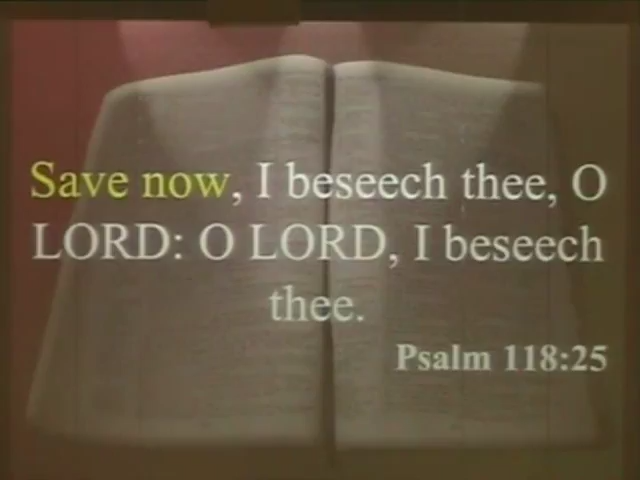 Save now, I beseech thee, O
LORD: O LORD, I beseech
thee.
Psalm 118:25